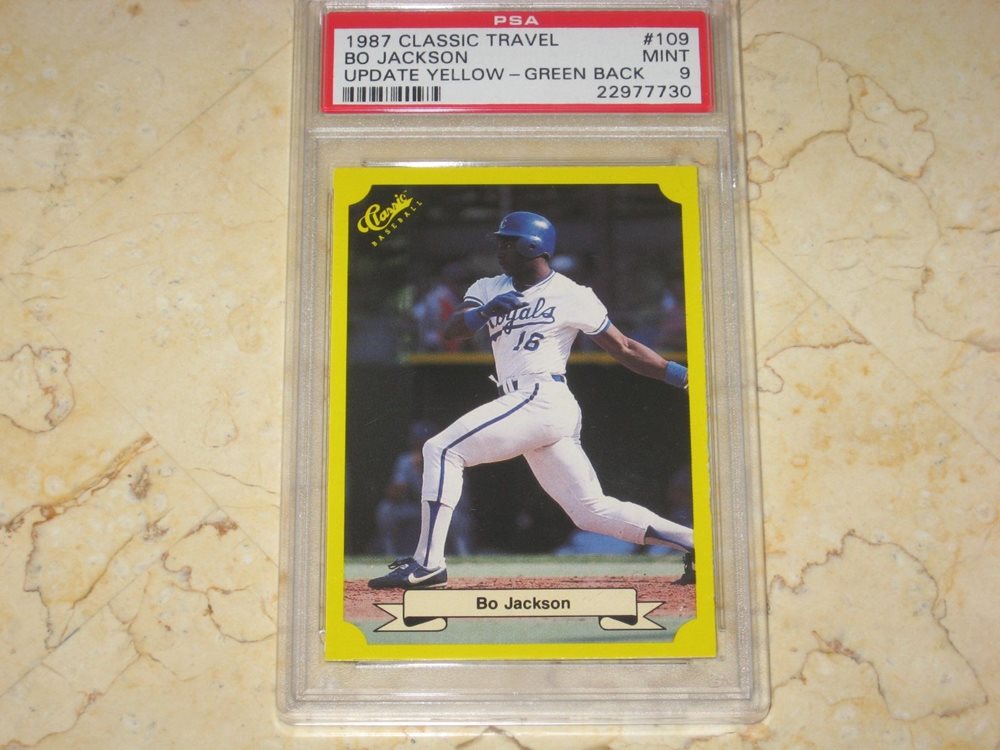 PSA
1987 CLASSIC TRAVEL #109
BO JACKSON MINT
UPDATE YELLOW – GREEN BACK 9
22977730
Classic™
BASEBALL
Royals
16
Bo Jackson